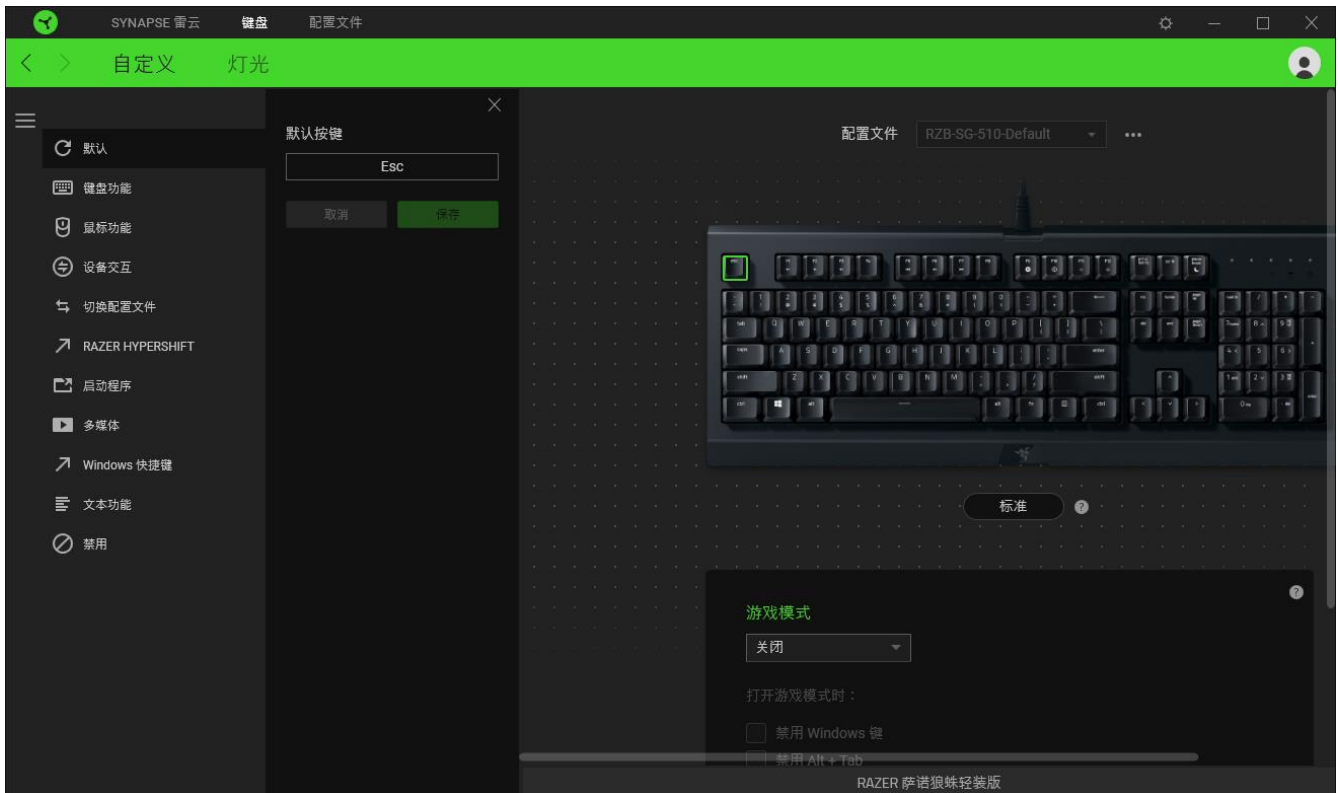 SYNAPSE 雷云 键盘 配置文件
自定义 灯光
默认
键盘功能
鼠标功能
设备交互
切换配置文件
RAZER HYPERSHIFT
启动程序
多媒体
Windows 快捷键
文本功能
禁用
默认按键
Esc
取消 保存
配置文件 RZB-SG-510-Default
标准
游戏模式
关闭
打开游戏模式时：
禁用 Windows 键
禁用 Alt + Tab
RAZER 萨诺狼蛛轻装版